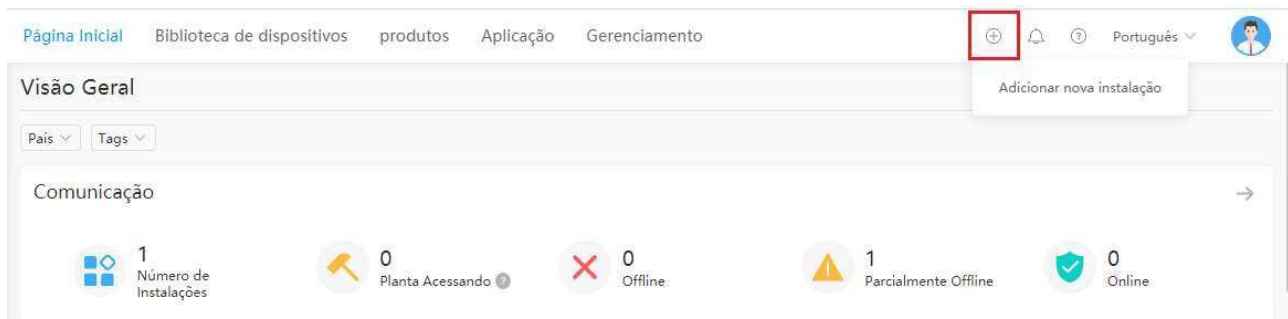 Página Inicial Biblioteca de dispositivos produtos Aplicação Gerenciamento Português
Adicionar nova instalação
Visão Geral
País Tags
Comunicação
1 0 0 1 0
Número de Instalações Planta Acessando ? Offline Parcialmente Offline Online